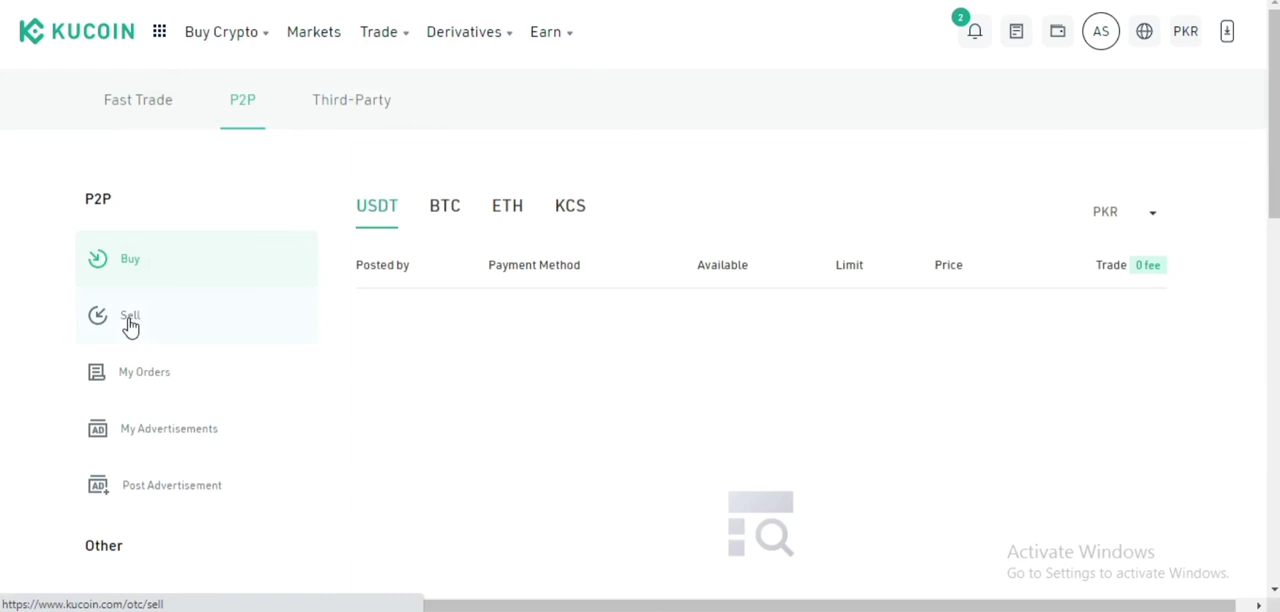 KUCOIN Buy Crypto Markets Trade Derivatives Earn 2 AS PKR
Fast Trade P2P Third-Party
P2P
USDT BTC ETH KCS PKR
Buy
Posted by Payment Method Available Limit Price Trade 0 fee
Sell
My Orders
AD My Advertisements
AD Post Advertisement
Other
Activate Windows
Go to Settings to activate Windows.
https://www.kucoin.com/otc/sell